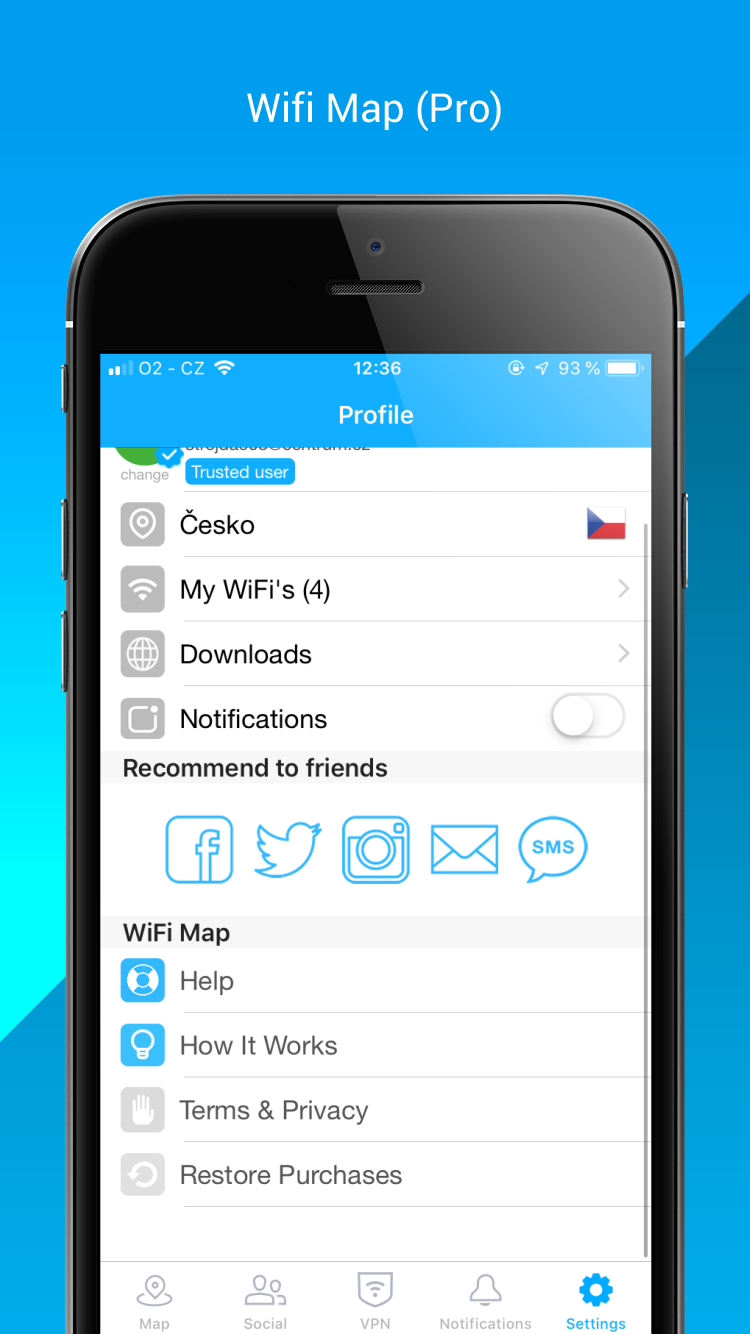 Wifi Map (Pro)
O2 - CZ 12:36 93 %
Profile
change
Trusted user
Česko
My WiFi's (4)
Downloads
Notifications
Recommend to friends
SMS
WiFi Map
Help
How It Works
Terms & Privacy
Restore Purchases
Map Social VPN Notifications Settings